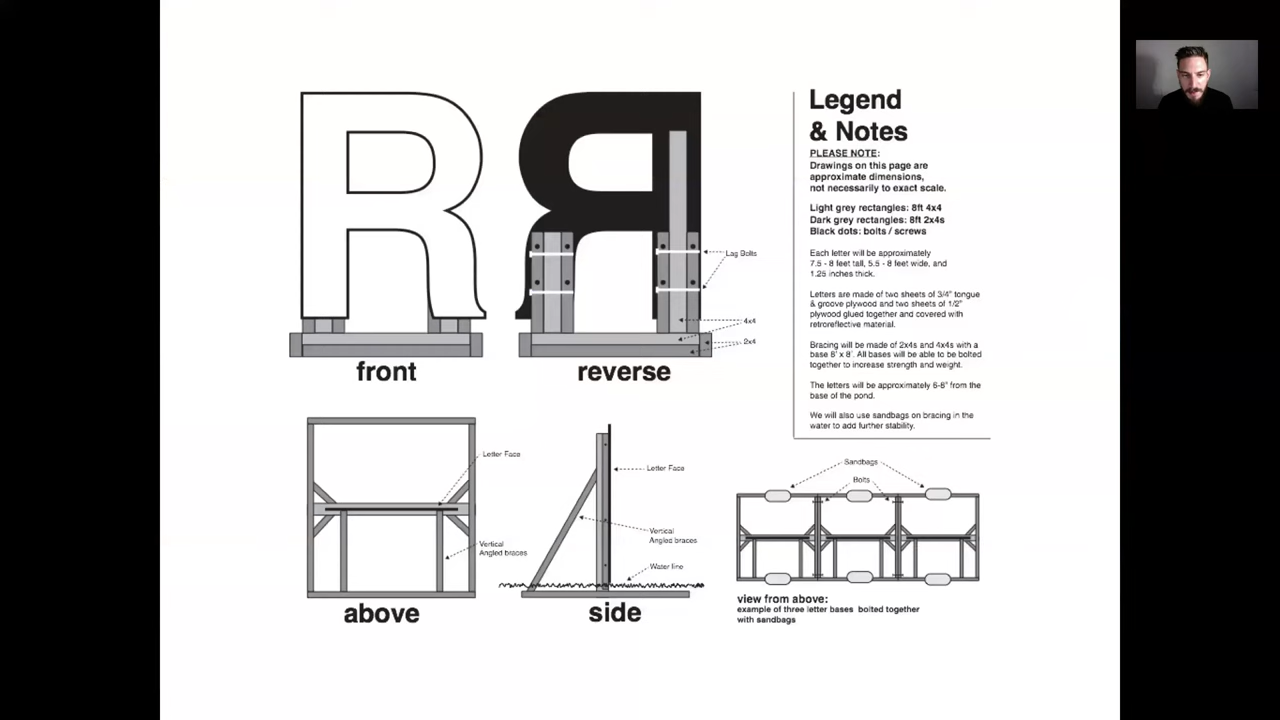 R
R
Lag Bolts
4x4
2x4
front
reverse
Legend
& Notes
PLEASE NOTE:
Drawings on this page are
approximate dimensions,
not necessarily to exact scale.
Light grey rectangles: 8ft 4x4
Dark grey rectangles: 8ft 2x4s
Black dots: bolts / screws
Each letter will be approximately
7.5 - 8 feet tall, 5.5 - 8 feet wide, and
1.25 inches thick.
Letters are made of two sheets of 3/4" tongue
& groove plywood and two sheets of 1/2"
plywood glued together and covered with
retroreflective material.
Bracing will be made of 2x4s and 4x4s with a
base 8' x 8'. All bases will be able to be bolted
together to increase strength and weight.
The letters will be approximately 6-8" from the
base of the pond.
We will also use sandbags on bracing in the
water to add further stability.
Letter Face
Vertical
Angled braces
above
Letter Face
Vertical
Angled braces
Water line
side
Sandbags
Bolts
view from above:
example of three letter bases bolted together
with sandbags